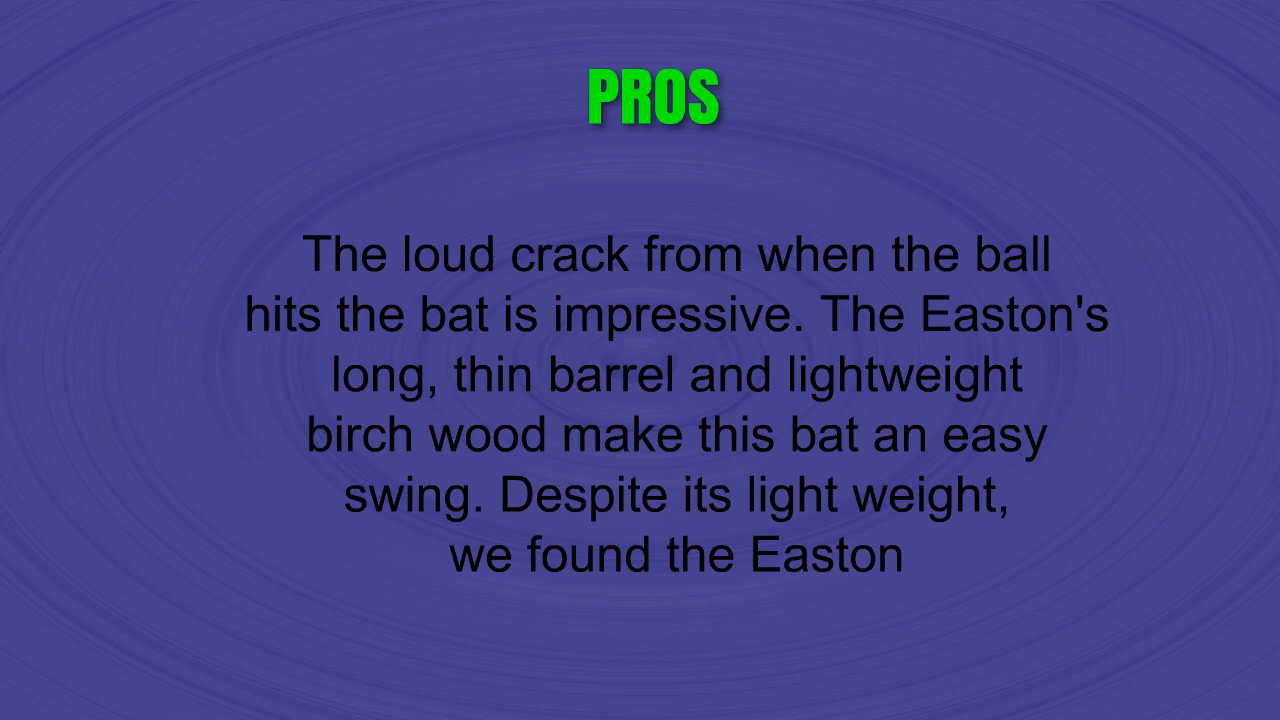 PROS
The loud crack from when the ball
hits the bat is impressive. The Easton's
long, thin barrel and lightweight
birch wood make this bat an easy
swing. Despite its light weight,
we found the Easton